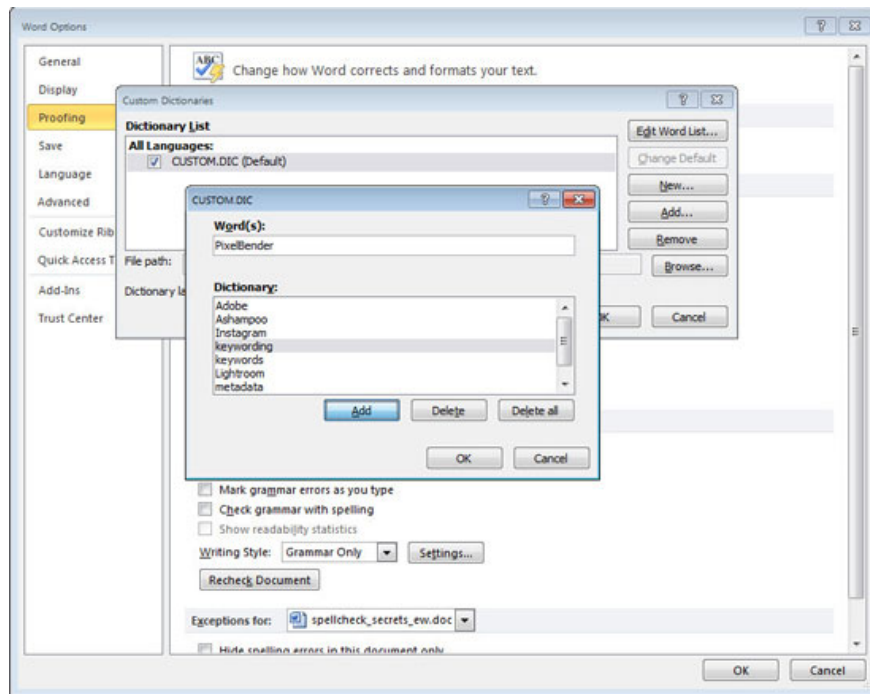 Word Options
General
Display
Proofing
Save
Language
Advanced
Customize Rib
Quick Access T
Add-Ins
Trust Center
ABC
Change how Word corrects and formats your text.
Custom Dictionaries
Dictionary List
All Languages:
CUSTOM.DIC (Default)
Edit Word List...
Change Default
New...
Add...
Remove
File path:
Browse...
Dictionary la
K
Cancel
CUSTOM.DIC
Word(s):
PixelBender
Dictionary:
Adobe
Ashampoo
Instagram
keywording
keywords
Lightroom
metadata
Add
Delete
Delete all
OK
Cancel
Mark grammar errors as you type
Check grammar with spelling
Show readability statistics
Writing Style: Grammar Only Settings...
Recheck Document
Exceptions for: spellcheck_secrets_ew.doc
Hide spelling errors in this document only
OK Cancel